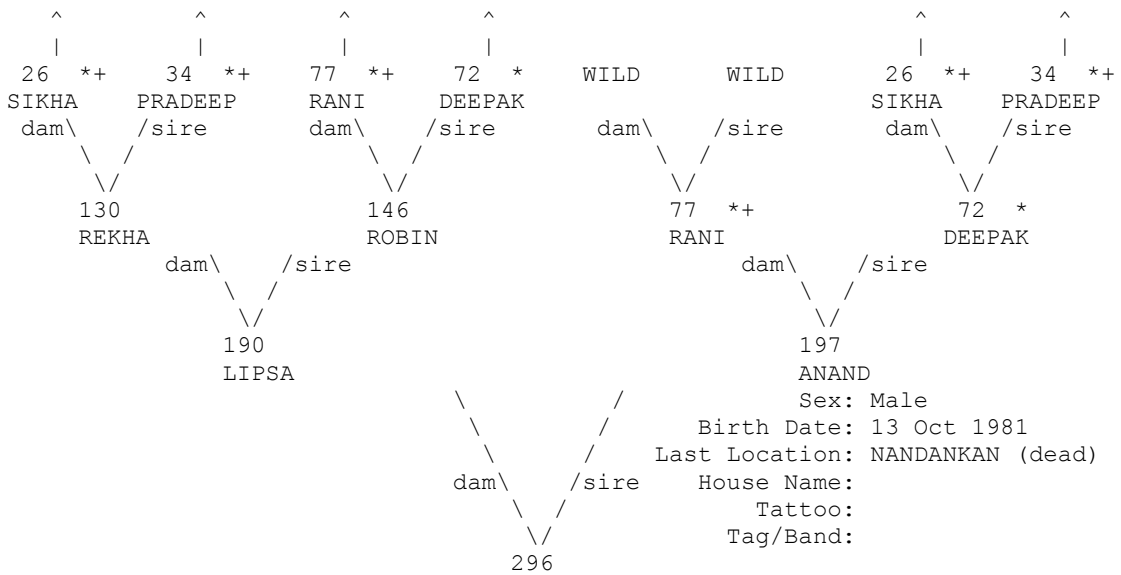 ^ ^ ^ ^ ^ ^
| | | | | |
26 *+ 34 *+ 77 *+ 72 * WILD WILD 26 *+ 34 *+
SIKHA PRADEEP RANI DEEPAK SIKHA PRADEEP
dam\ /sire dam\ /sire dam\ /sire dam\ /sire
\ / \ / \ / \ /
\/ \/ \/ \/
130 146 77 *+ 72 *
REKHA ROBIN RANI DEEPAK
dam\ /sire dam\ /sire
\ / \ /
\/ \/
190 197
LIPSA ANAND
\ / Sex: Male
\ / Birth Date: 13 Oct 1981
\ / Last Location: NANDANKAN (dead)
dam\ /sire House Name:
\ / Tattoo:
\/ Tag/Band:
296